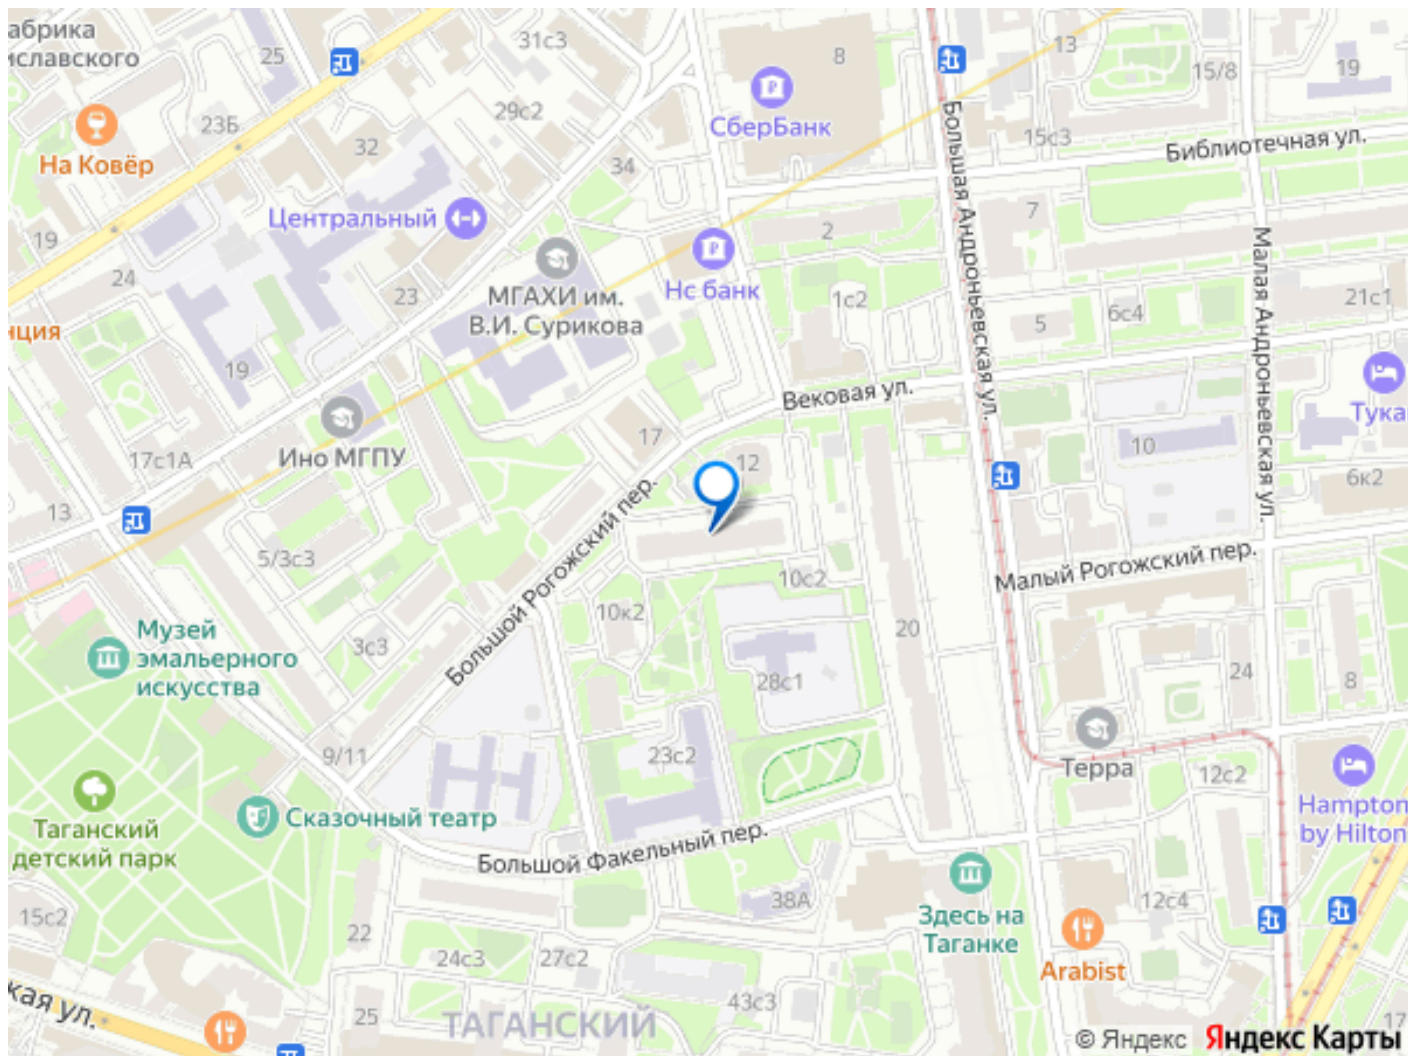 абрика
иславского
25
31с3
8
13
15/8
19
На Ковёр
23Б
32
29с2
34
СберБанк
15с3
Библиотечная ул.
Большая Андроньевская ул.
Центральный
7
2
19
24
23
МГАХИ им.
В.И. Сурикова
Нс банк
1с2
5
6с4
21с1
Малая Андроньевская ул.
нция
19
Вековая ул.
Тука
17с1А
Ино МГПУ
17
12
10
6к2
13
5/3с3
Большой Рогожский пер.
10с2
Малый Рогожский пер.
Музей
эмальерного
искусства
3с3
10к2
20
28с1
24
8
9/11
23с2
Терра
12с2
Таганский
детский парк
Сказочный театр
Большой Факельный пер.
Hampton
by Hilton
15с2
22
38А
Здесь на
Таганке
12с4
24с3
27с2
Arabist
кая ул.
25
43с3
ТАГАНСКИЙ
17
© Яндекс Яндекс Карты